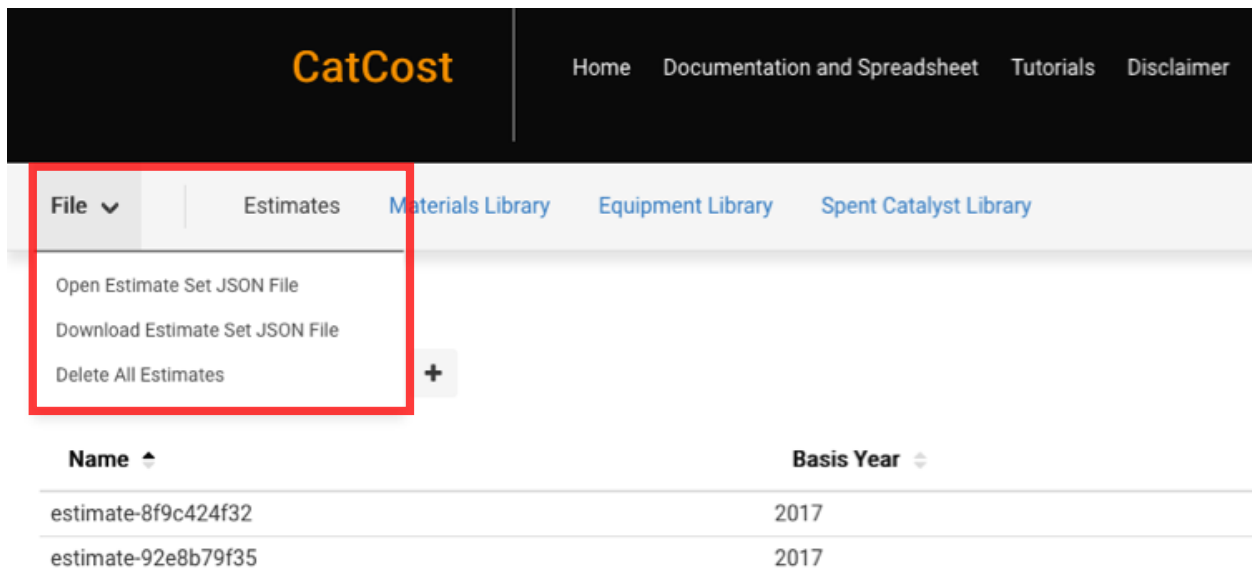 CatCost Home Documentation and Spreadsheet Tutorials Disclaimer
File Estimates Materials Library Equipment Library Spent Catalyst Library
Open Estimate Set JSON File
Download Estimate Set JSON File
Delete All Estimates
+
Name Basis Year
estimate-8f9c424f32 2017
estimate-92e8b79f35 2017